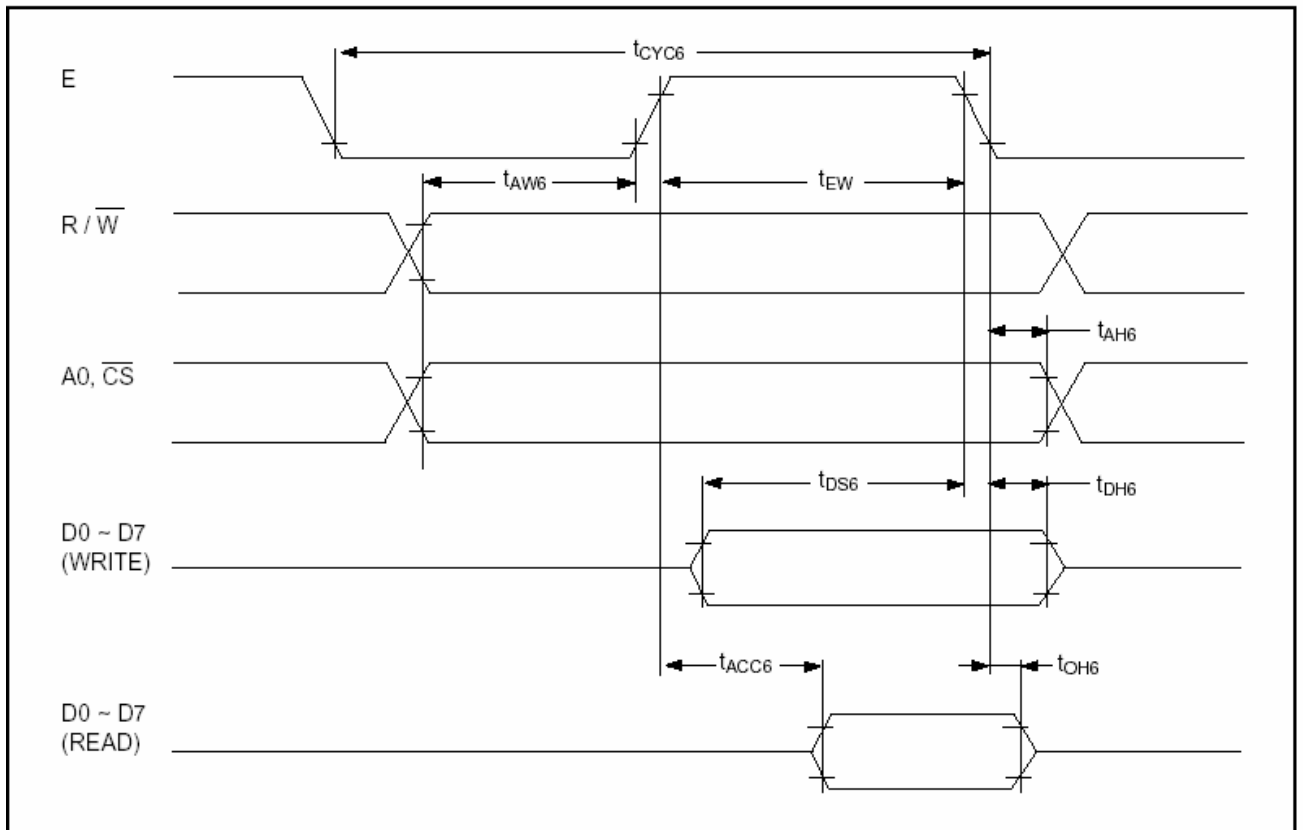 tCYC6
E
tAW6
tEW
R / W
tAH6
A0, CS
tDS6
tDH6
D0 ~ D7
(WRITE)
tACC6
tOH6
D0 ~ D7
(READ)